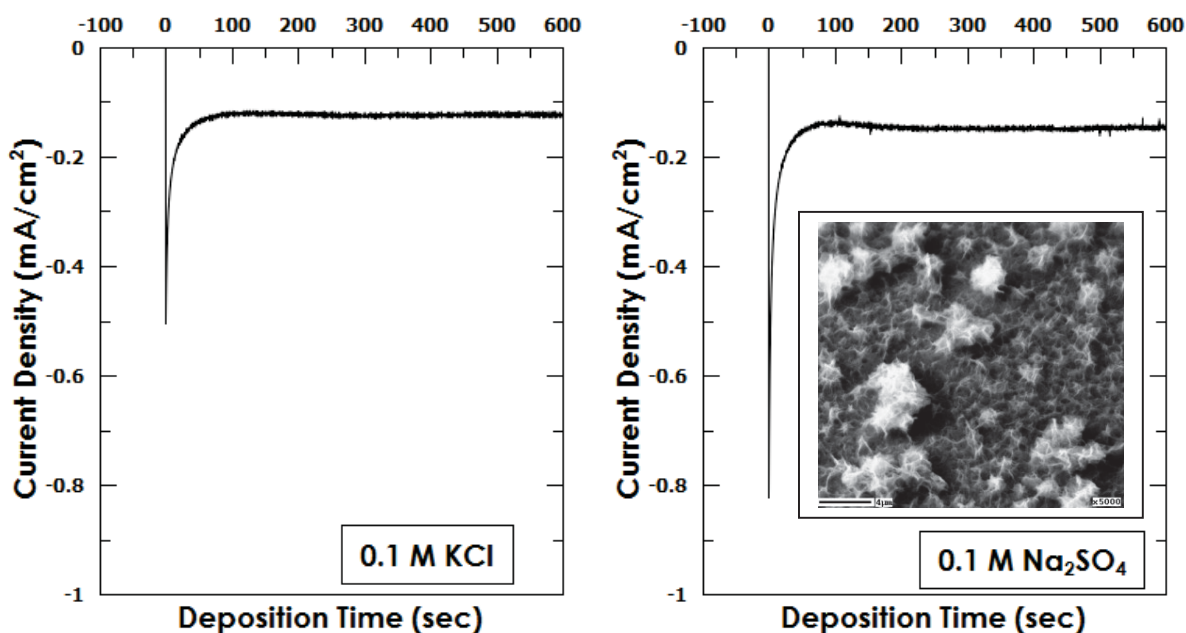 -100 0 100 200 300 400 500 600
0
-0.2
-0.4
-0.6
-0.8
-1
Current Density (mA/cm²)
0.1 M KCl
Deposition Time (sec)
-100 0 100 200 300 400 500 600
0
-0.2
-0.4
-0.6
-0.8
-1
Current Density (mA/cm²)
4μm
x5000
0.1 M Na₂SO₄
Deposition Time (sec)